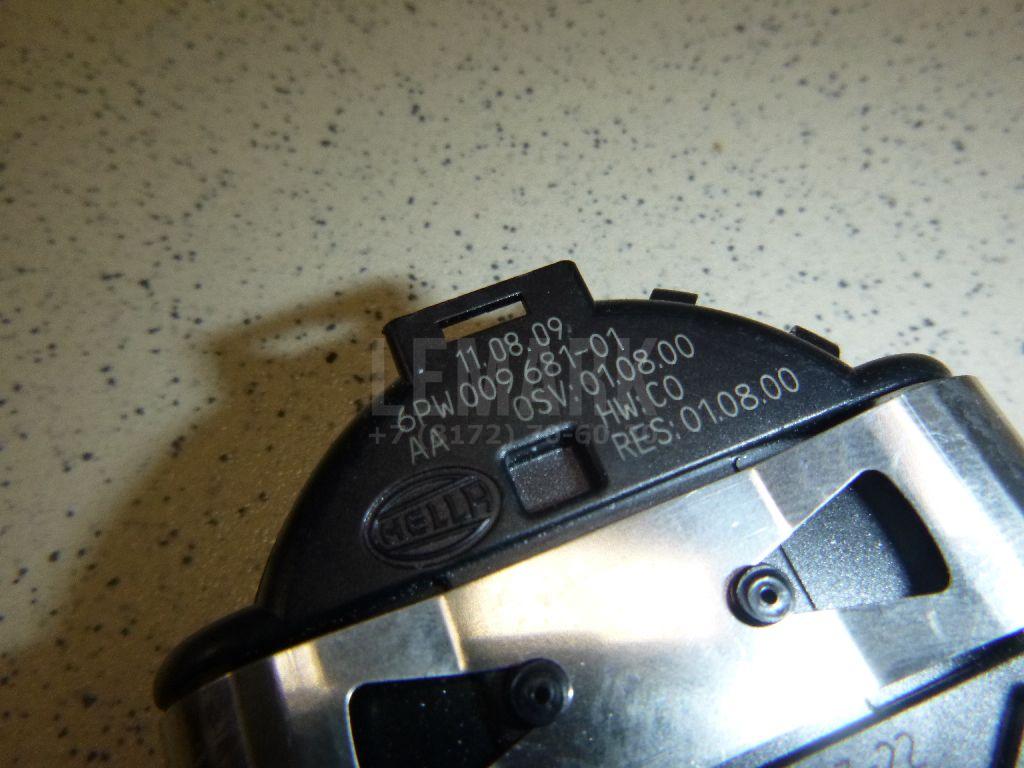 11.08.09
6PW 009 681-01
AA OSV: 01.08.00
HW: C0
RES: 01.08.00
HELLA
LEMARK
22